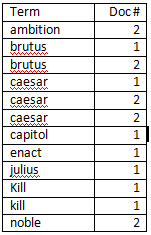 Term Doc #
ambition 2
brutus 1
brutus 2
caesar 1
caesar 2
caesar 2
capitol 1
enact 1
julius 1
Kill 1
kill 1
noble 2